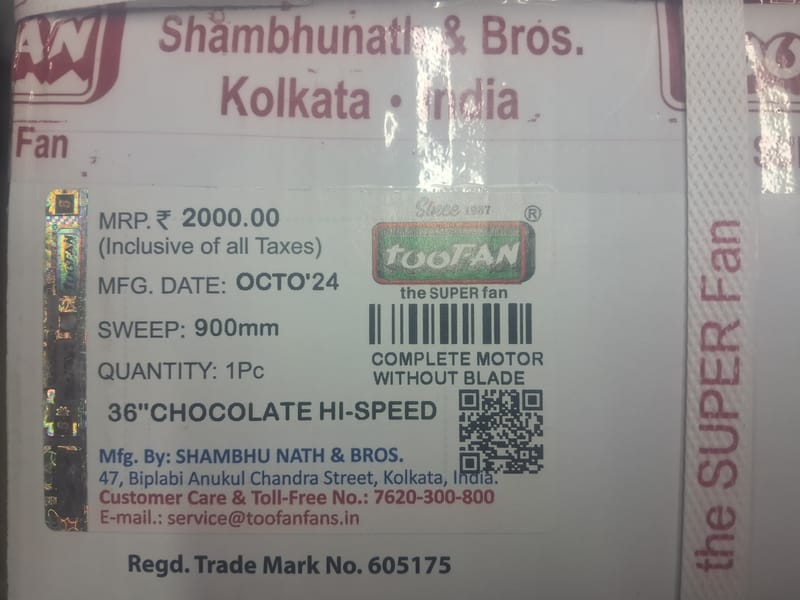 AN
Shambhunath & Bros.
Kolkata • India
Fan
MRP. ₹ 2000.00
(Inclusive of all Taxes)
MFG. DATE: OCTO'24
SWEEP: 900mm
QUANTITY: 1Pc
36"CHOCOLATE HI-SPEED
Since 1987
®
tooFAN
the SUPER fan
COMPLETE MOTOR
WITHOUT BLADE
Mfg. By: SHAMBHU NATH & BROS.
47, Biplabi Anukul Chandra Street, Kolkata, India.
Customer Care & Toll-Free No.: 7620-300-800
E-mail.: service@toofanfans.in
Regd. Trade Mark No. 605175
the SUPER Fan